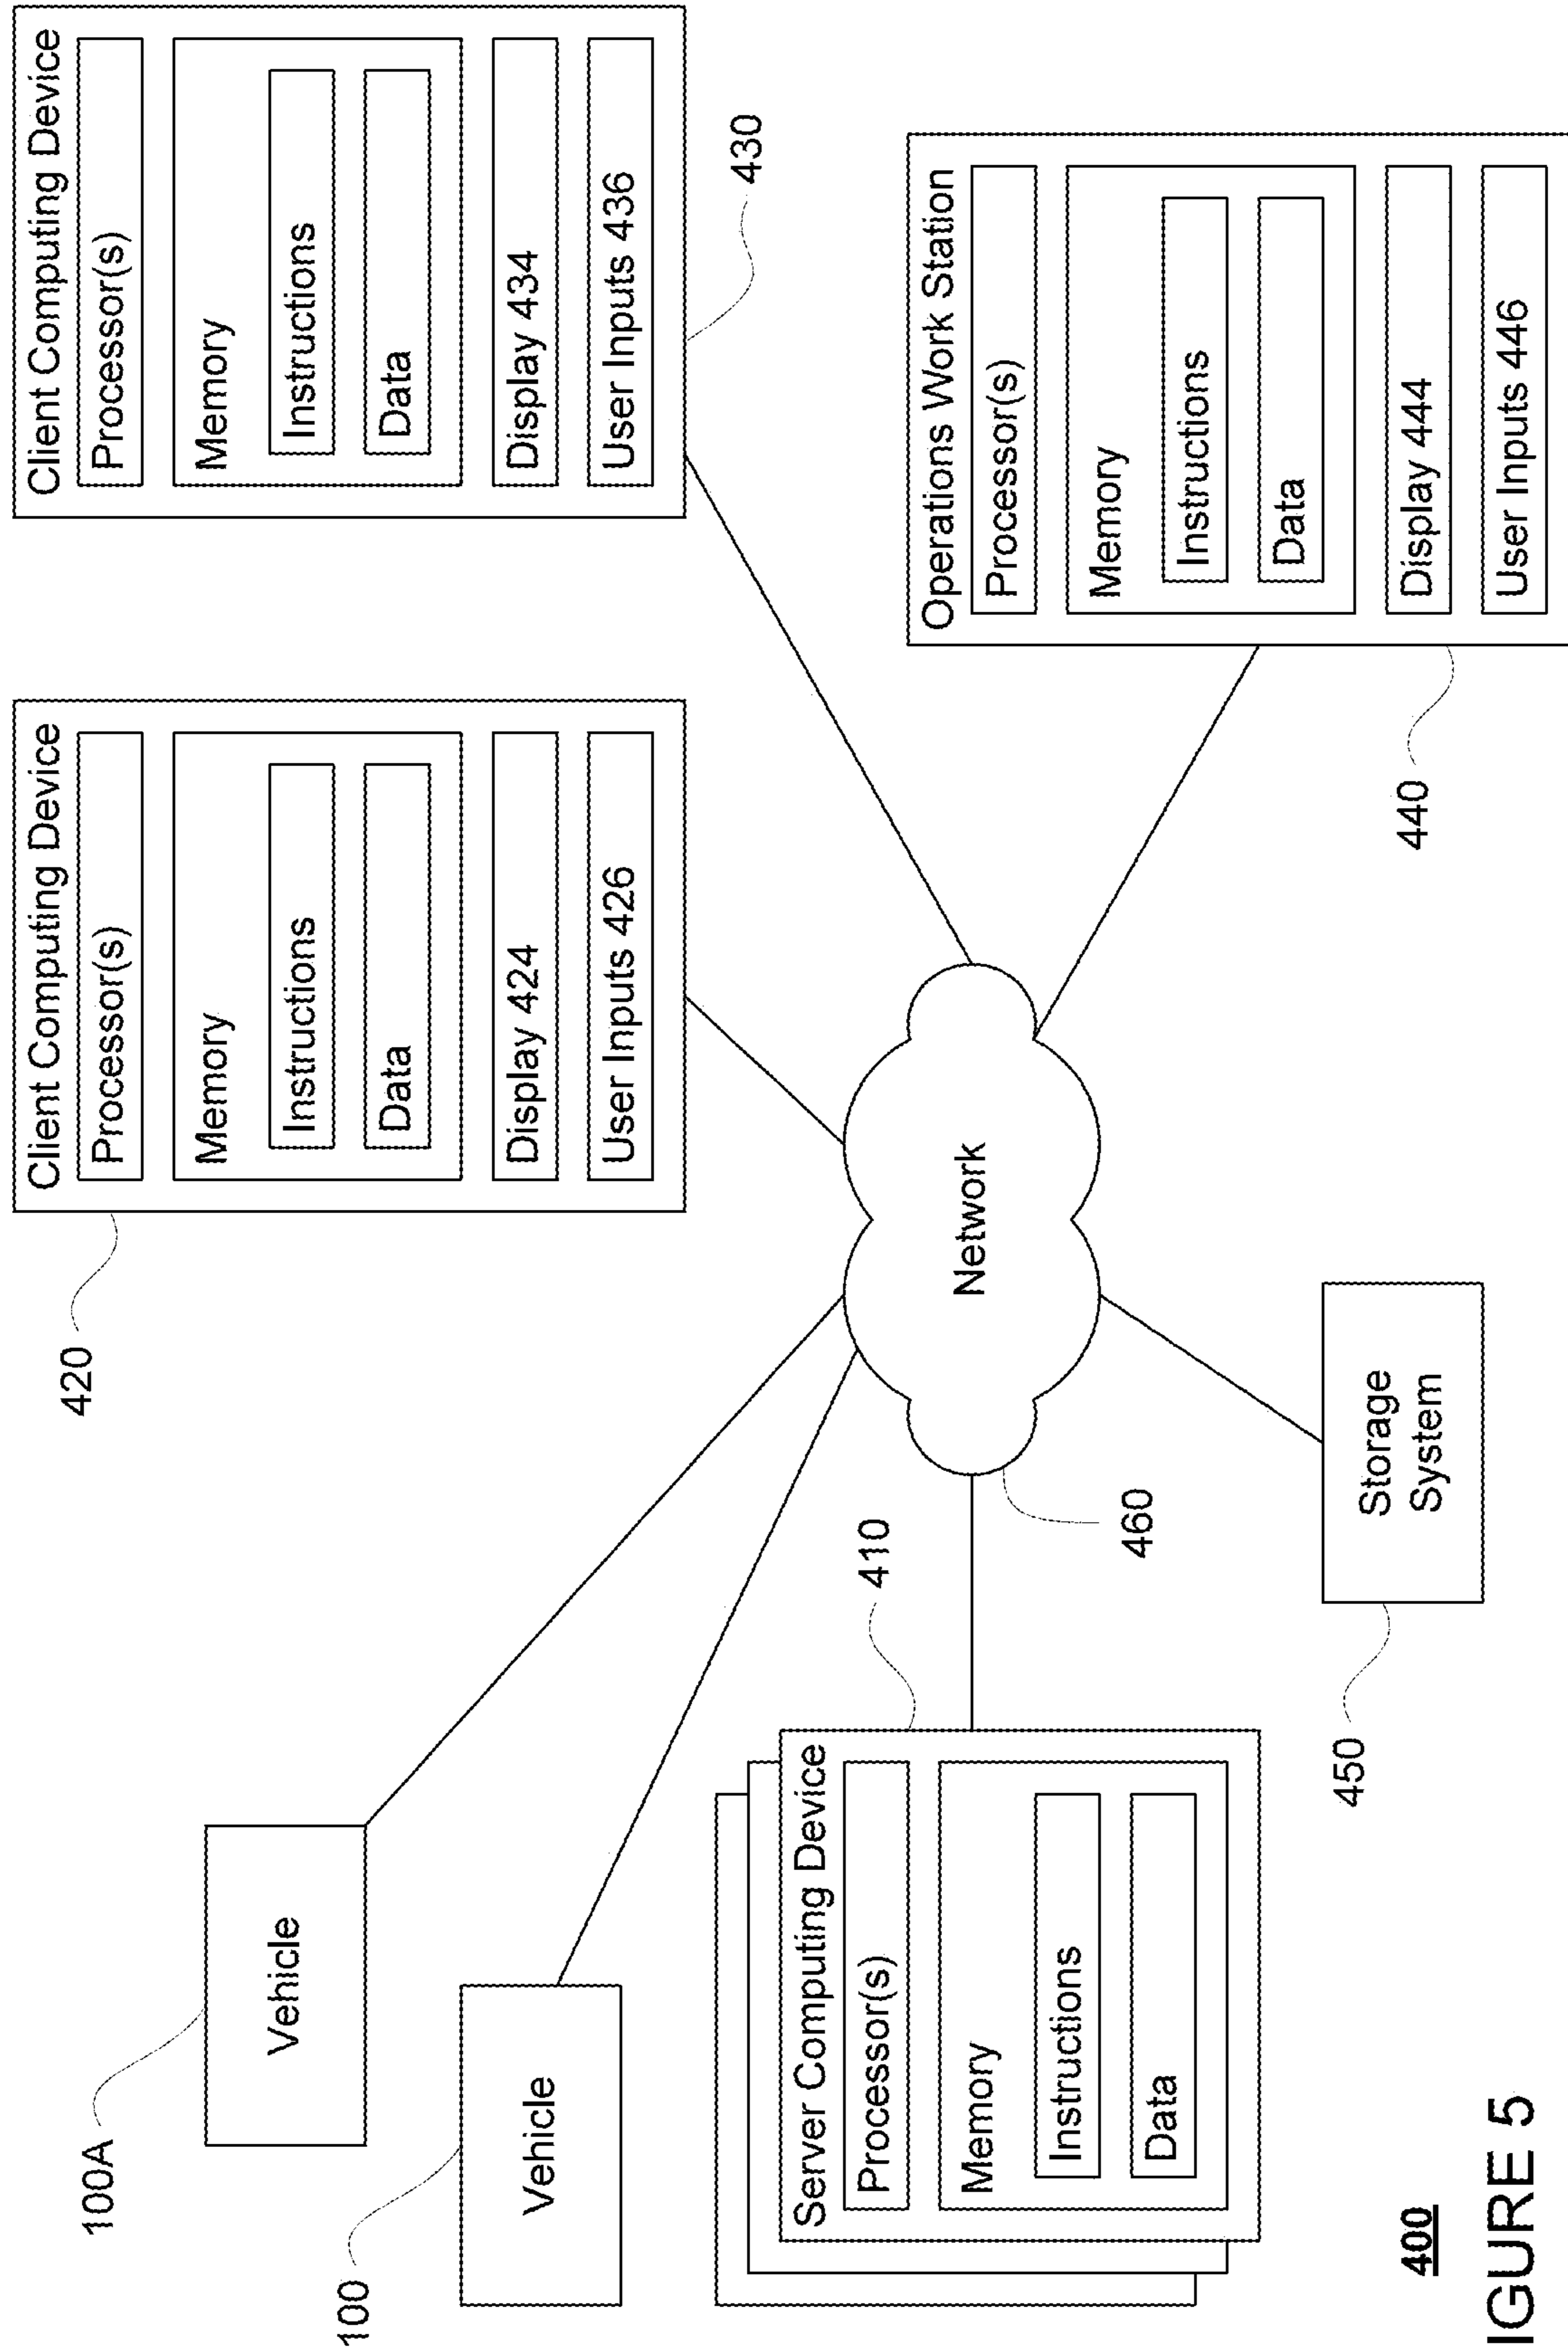 100A
Vehicle
100
Vehicle
420
Client Computing Device
Processor(s)
Memory
Instructions
Data
Display 424
User Inputs 426
Client Computing Device
Processor(s)
Memory
Instructions
Data
Display 434
User Inputs 436
430
Server Computing Device
Processor(s)
Memory
Instructions
Data
410
Network
460
Operations Work Station
Processor(s)
Memory
Instructions
Data
Display 444
User Inputs 446
440
Storage
System
450
400
IGURE 5